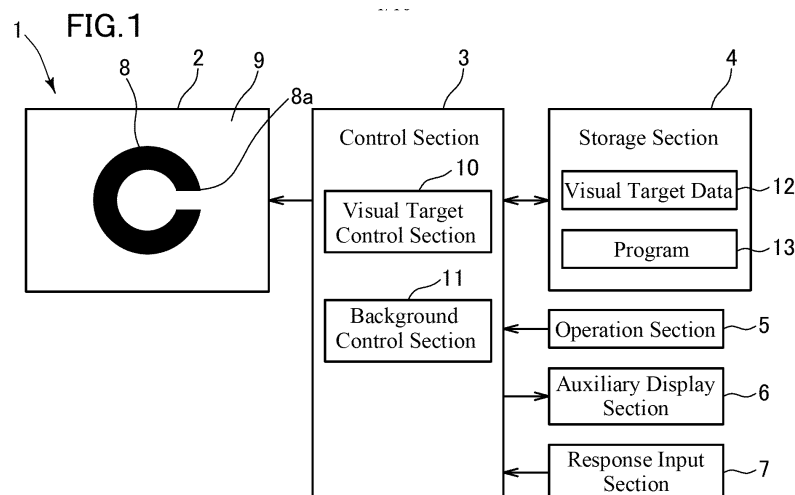 FIG.1
1
8
2
9
8a
3
4
Control Section
10
Visual Target
Control Section
11
Background
Control Section
Storage Section
Visual Target Data
12
Program
13
Operation Section
5
Auxiliary Display
Section
6
Response Input
Section
7